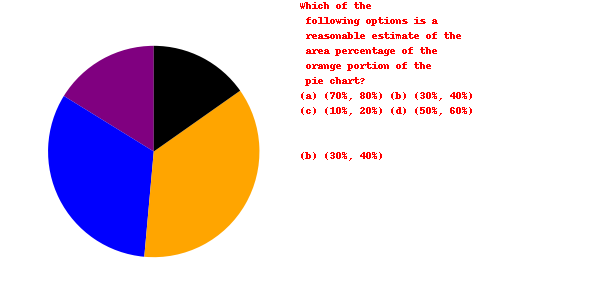 Which of the
following options is a
reasonable estimate of the
area percentage of the
orange portion of the
pie chart?
(a) (70%, 80%) (b) (30%, 40%)
(c) (10%, 20%) (d) (50%, 60%)
(b) (30%, 40%)